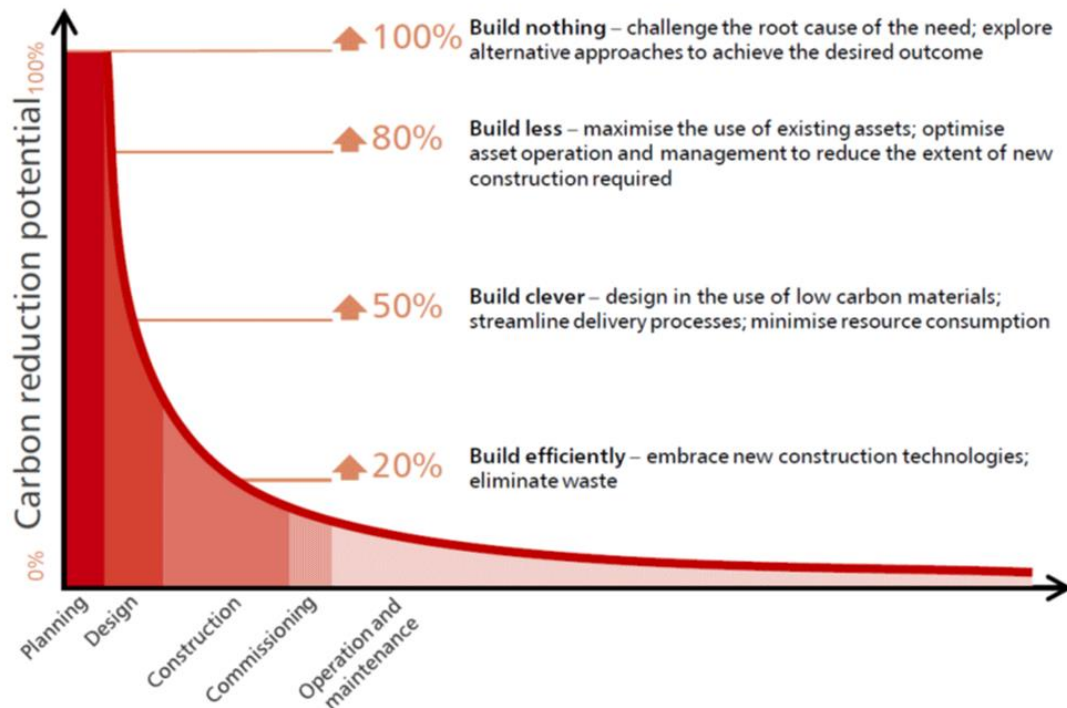 Carbon reduction potential
100%
0%
100%
Build nothing – challenge the root cause of the need; explore
alternative approaches to achieve the desired outcome
80%
Build less – maximise the use of existing assets; optimise
asset operation and management to reduce the extent of new
construction required
50%
Build clever – design in the use of low carbon materials;
streamline delivery processes; minimise resource consumption
20%
Build efficiently – embrace new construction technologies;
eliminate waste
Planning
Design
Construction
Commissioning
Operation and
maintenance